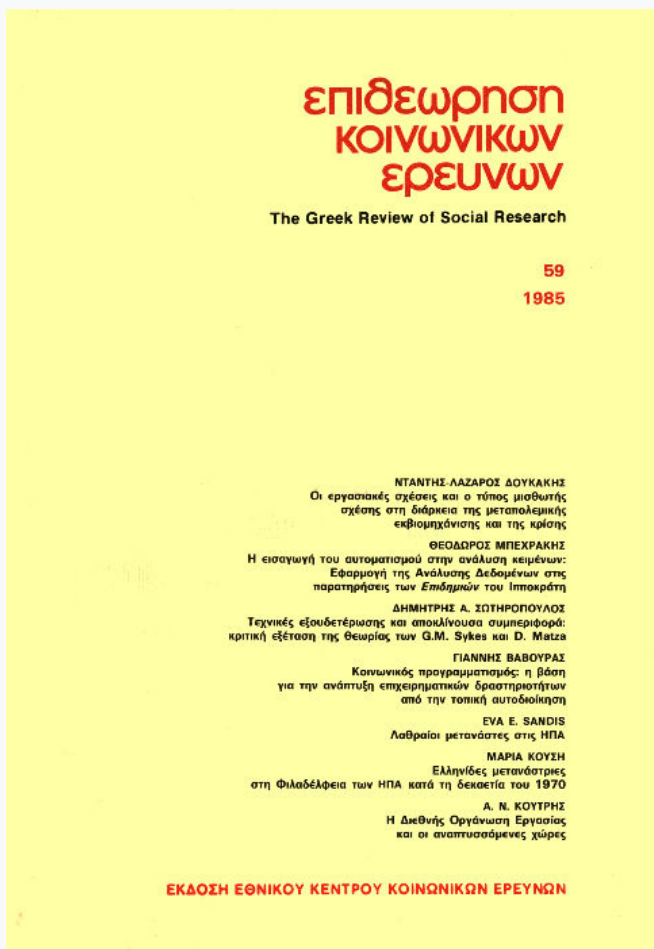 επιθεωρηση
κοινωνικων
ερευνων
The Greek Review of Social Research
59
1985
ΝΤΑΝΤΗΣ-ΛΑΖΑΡΟΣ ΔΟΥΚΑΚΗΣ
Οι εργασιακές σχέσεις και ο τύπος μισθωτής
σχέσης στη διάρκεια της μεταπολεμικής
εκβιομηχάνισης και της κρίσης
ΘΕΟΔΩΡΟΣ ΜΠΕΧΡΑΚΗΣ
Η εισαγωγή του αυτοματισμού στην ανάλυση κειμένων:
Εφαρμογή της Ανάλυσης Δεδομένων στις
παρατηρήσεις των Επιδημιών του Ιπποκράτη
ΔΗΜΗΤΡΗΣ Α. ΣΩΤΗΡΟΠΟΥΛΟΣ
Τεχνικές εξουδετέρωσης και αποκλίνουσα συμπεριφορά:
κριτική εξέταση της θεωρίας των G.M. Sykes και D. Matza
ΓΙΑΝΝΗΣ ΒΑΒΟΥΡΑΣ
Κοινωνικός προγραμματισμός: η βάση
για την ανάπτυξη επιχειρηματικών δραστηριοτήτων
από την τοπική αυτοδιοίκηση
EVA E. SANDIS
Λαθραίοι μετανάστες στις ΗΠΑ
ΜΑΡΙΑ ΚΟΥΣΗ
Ελληνίδες μετανάστριες
στη Φιλαδέλφεια των ΗΠΑ κατά τη δεκαετία του 1970
Α. Ν. ΚΟΥΤΡΗΣ
Η Διεθνής Οργάνωση Εργασίας
και οι αναπτυσσόμενες χώρες
ΕΚΔΟΣΗ ΕΘΝΙΚΟΥ ΚΕΝΤΡΟΥ ΚΟΙΝΩΝΙΚΩΝ ΕΡΕΥΝΩΝ